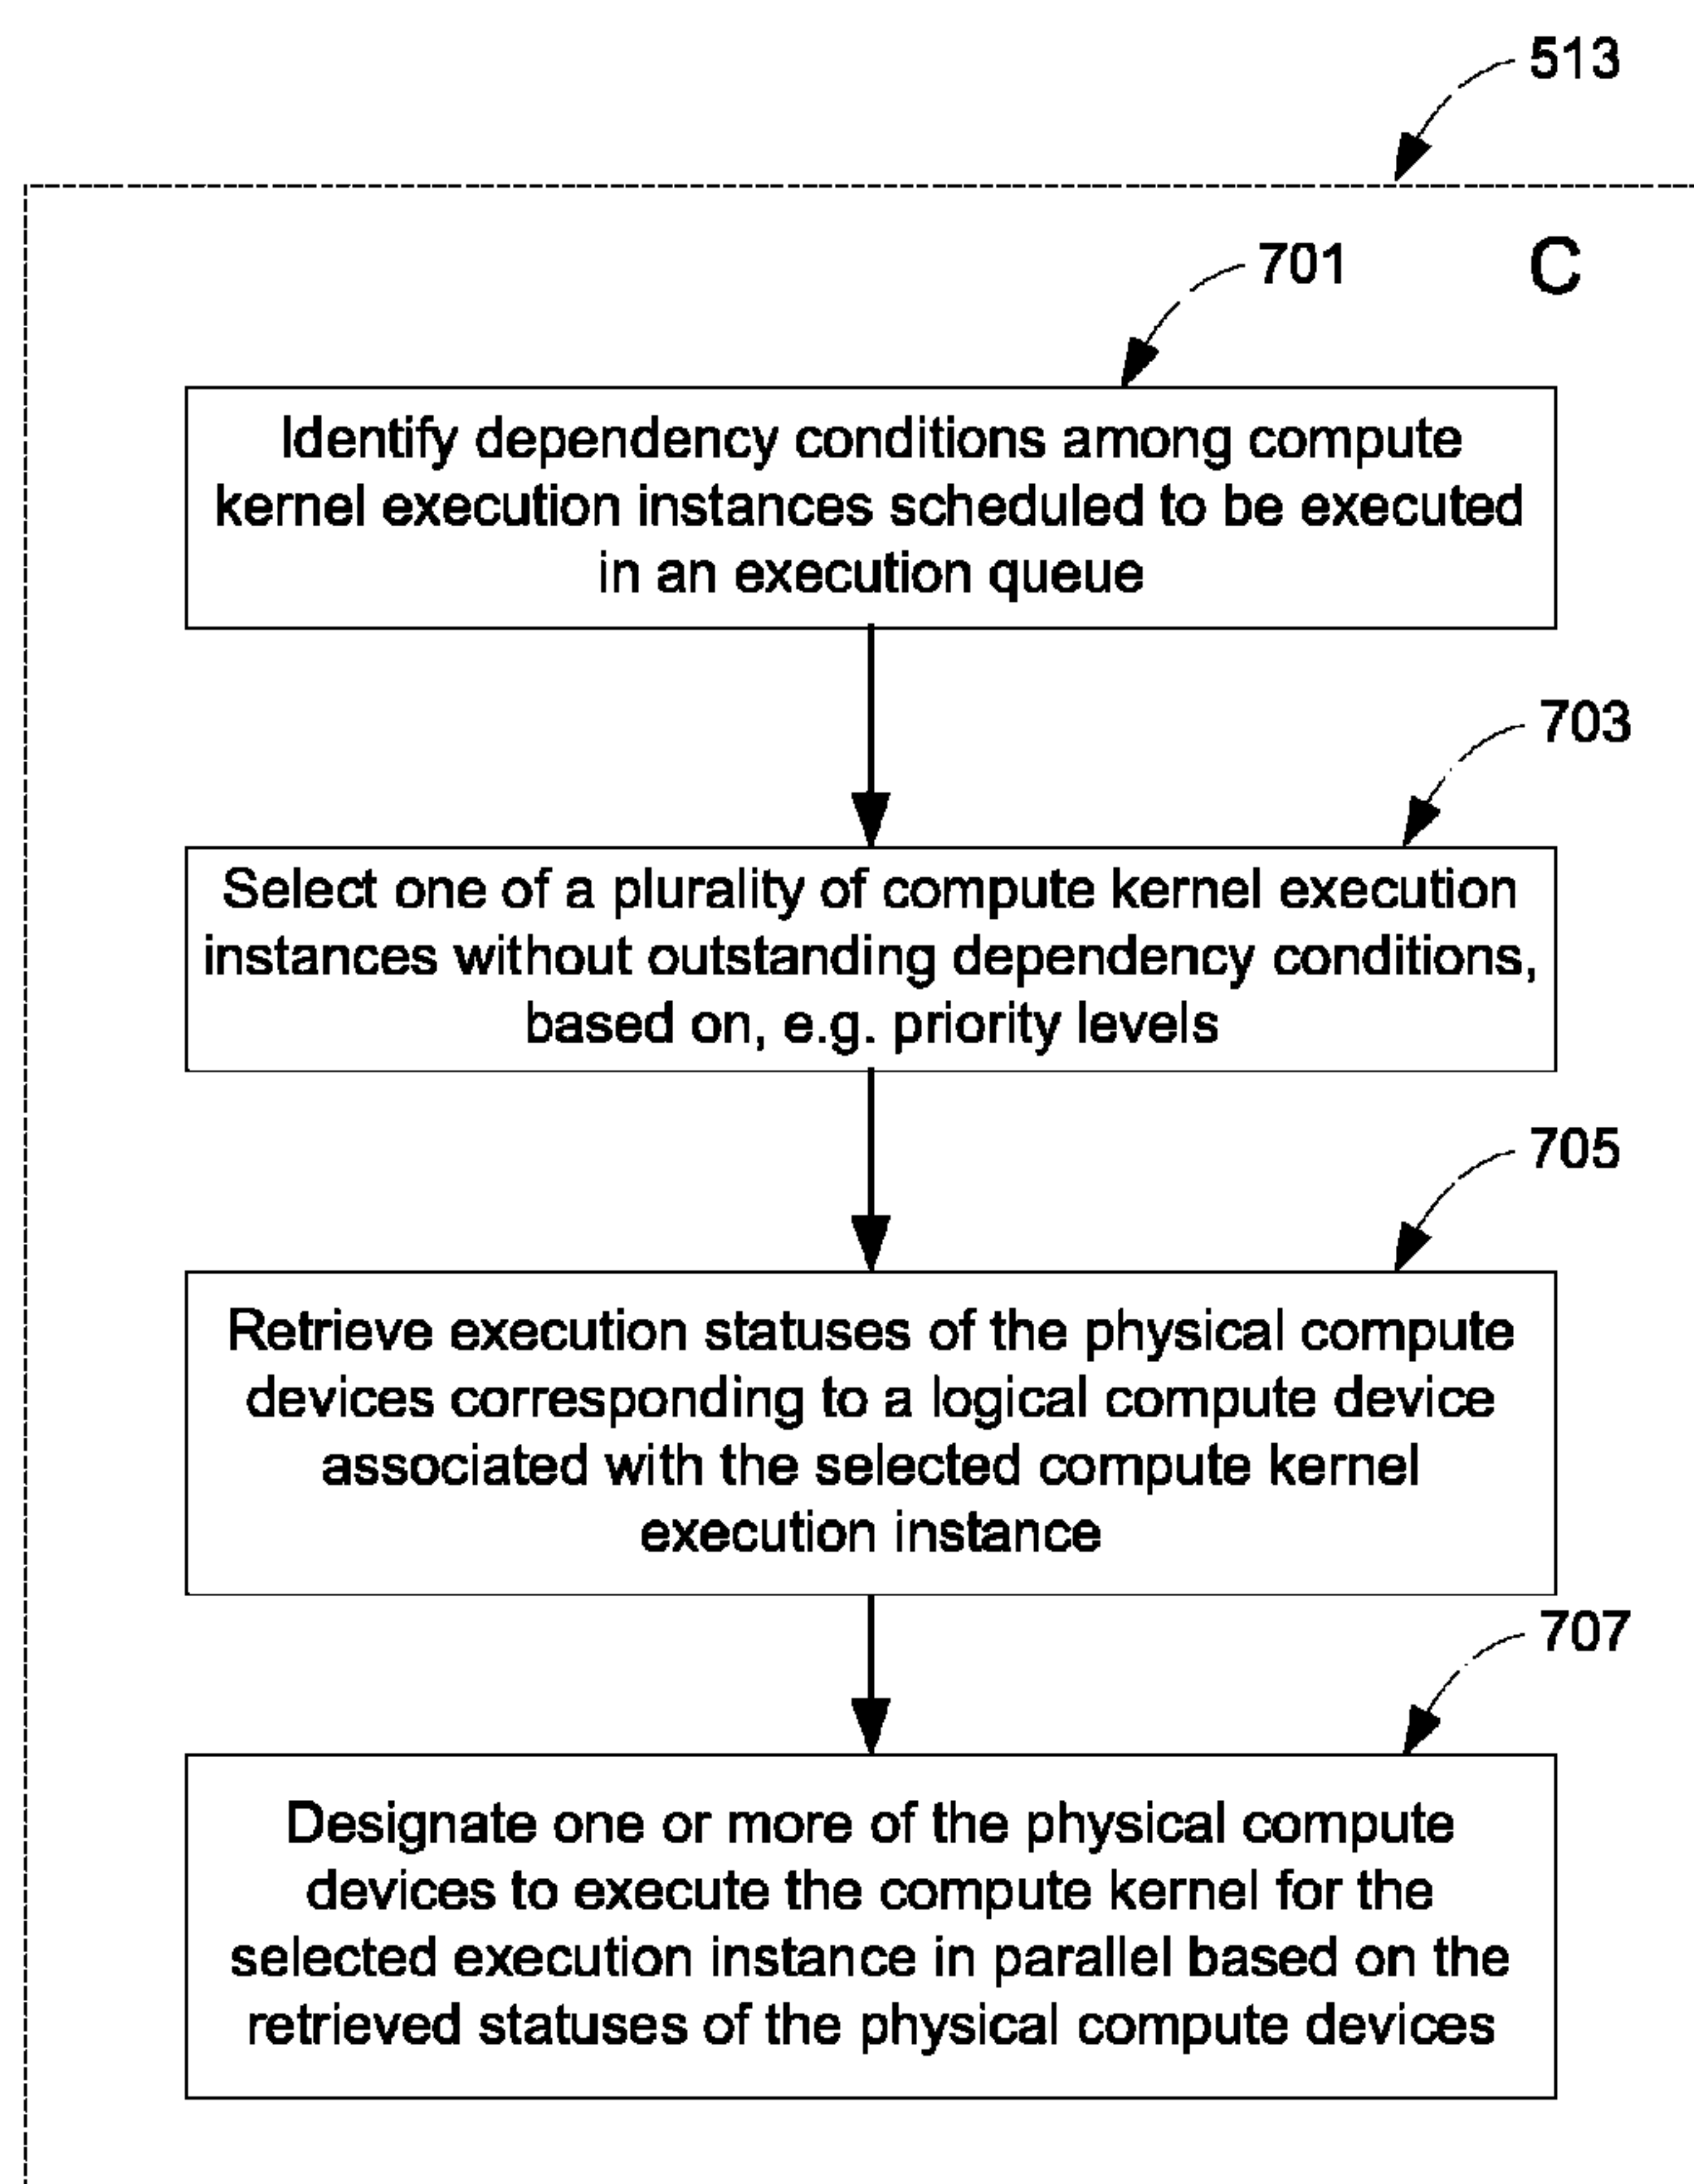 513
C
701
Identify dependency conditions among compute
kernel execution instances scheduled to be executed
in an execution queue
703
Select one of a plurality of compute kernel execution
instances without outstanding dependency conditions,
based on, e.g. priority levels
705
Retrieve execution statuses of the physical compute
devices corresponding to a logical compute device
associated with the selected compute kernel
execution instance
707
Designate one or more of the physical compute
devices to execute the compute kernel for the
selected execution instance in parallel based on the
retrieved statuses of the physical compute devices